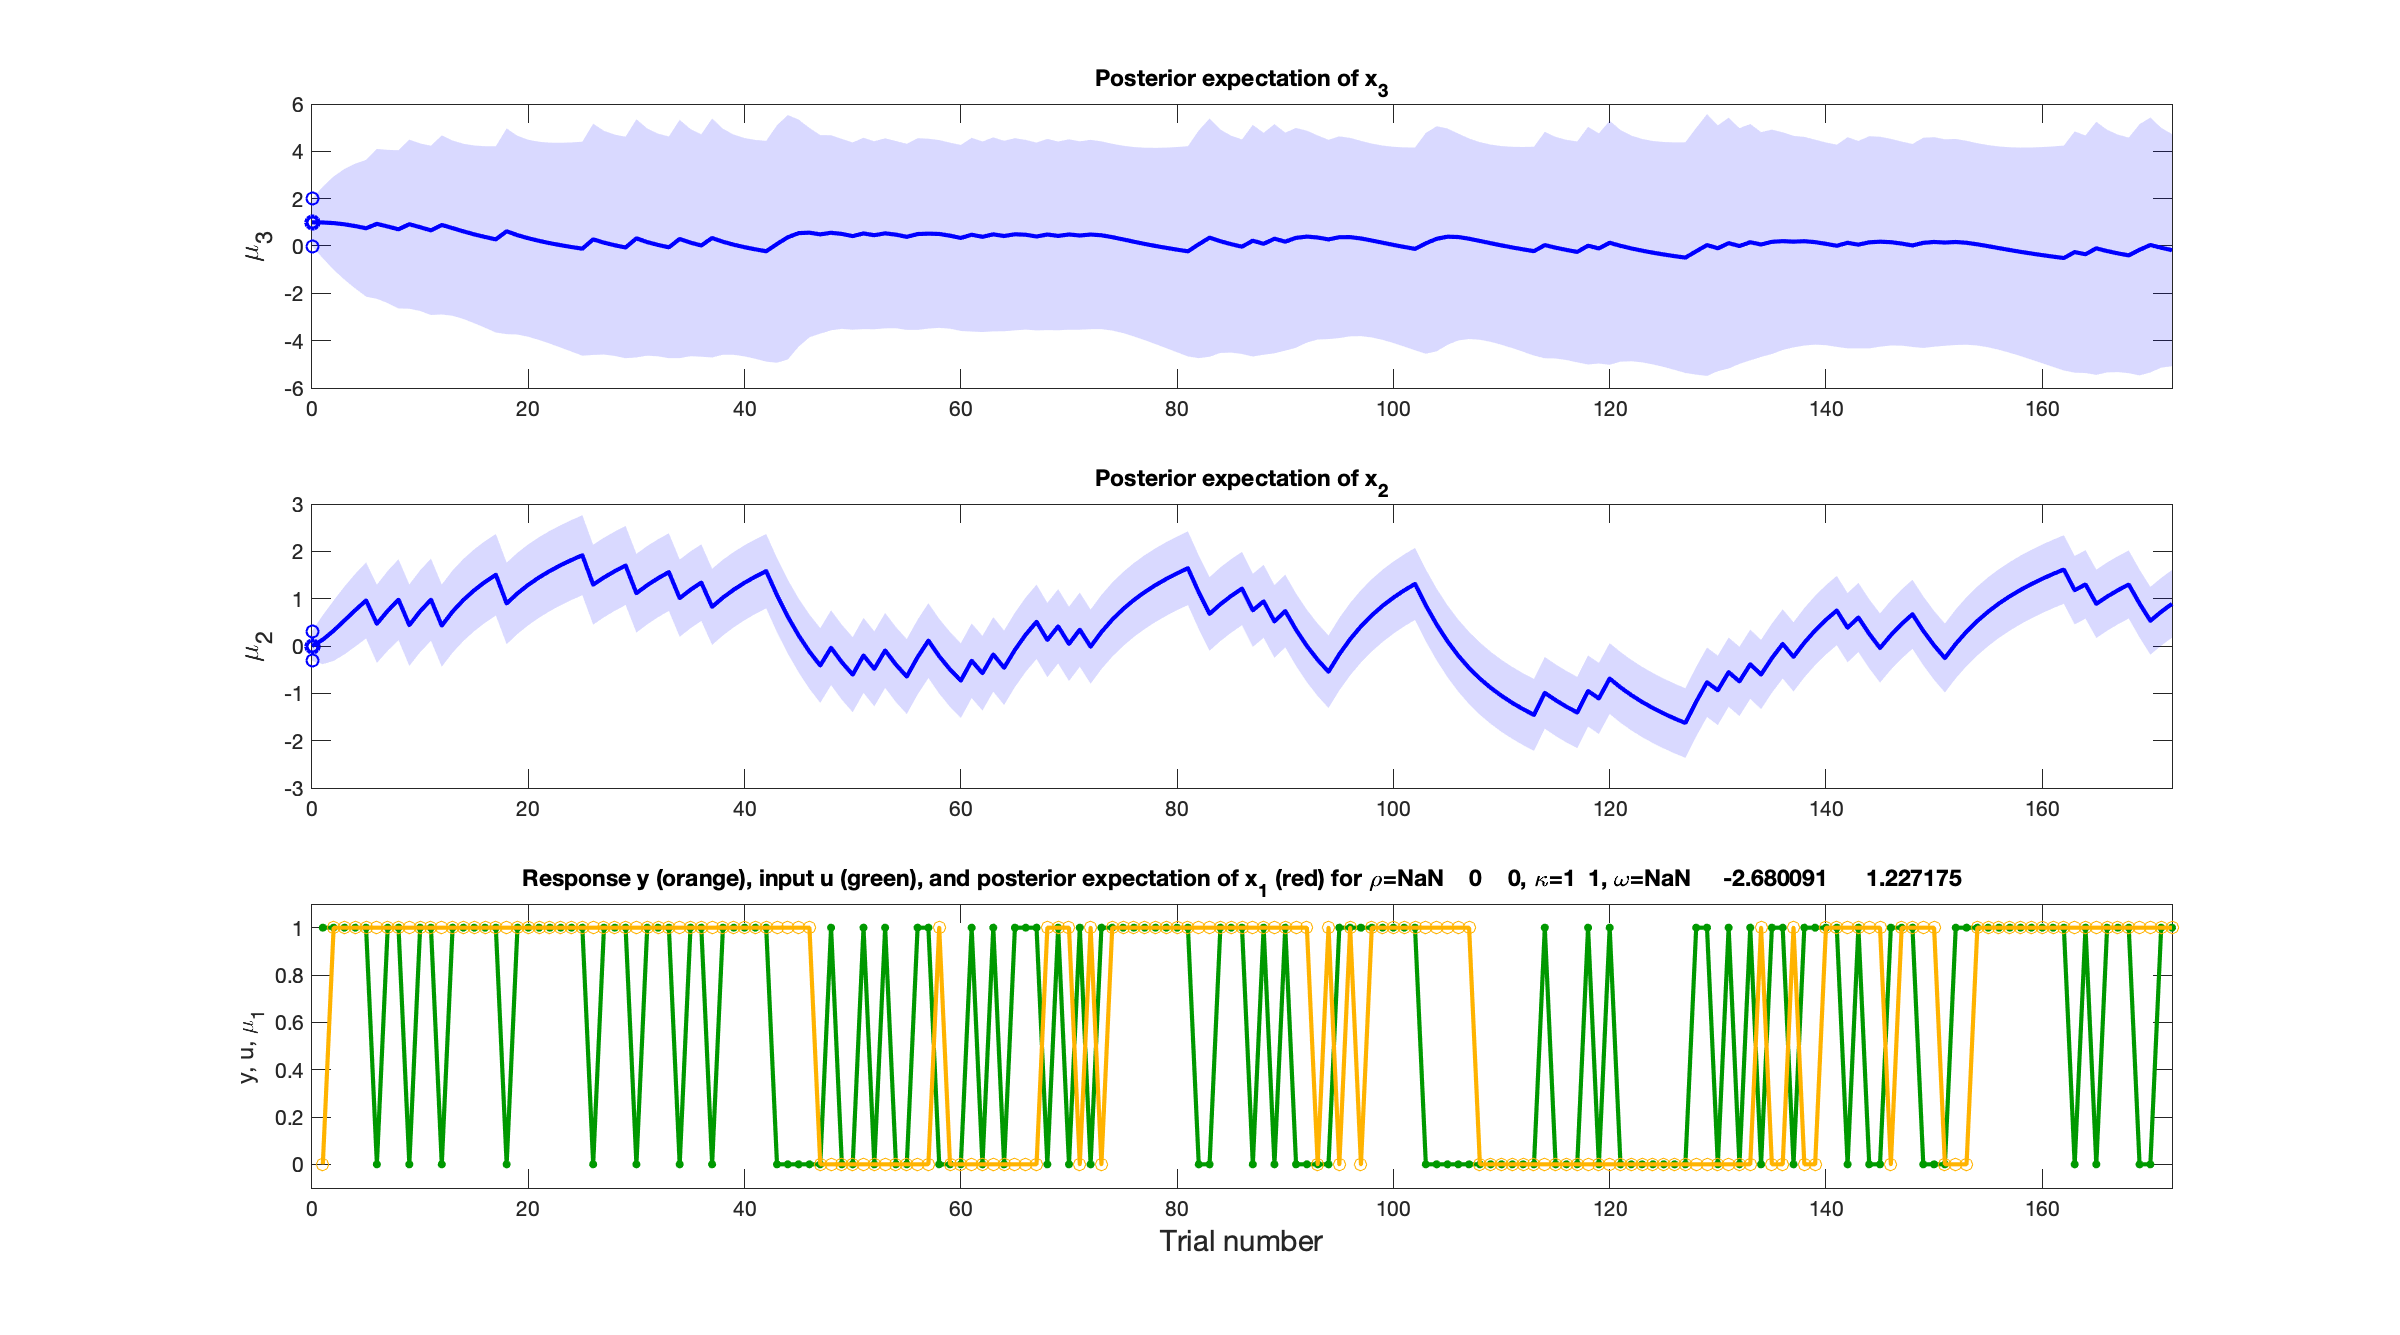 Posterior expectation of x3
6
4
2
0
-2
-4
-6
μ3
0 20 40 60 80 100 120 140 160
Posterior expectation of x2
3
2
1
0
-1
-2
-3
μ2
0 20 40 60 80 100 120 140 160
Response y (orange), input u (green), and posterior expectation of x1 (red) for ρ=NaN 0 0, κ=1 1, ω=NaN -2.680091 1.227175
1
0.8
0.6
0.4
0.2
0
y, u, μ1
0 20 40 60 80 100 120 140 160
Trial number